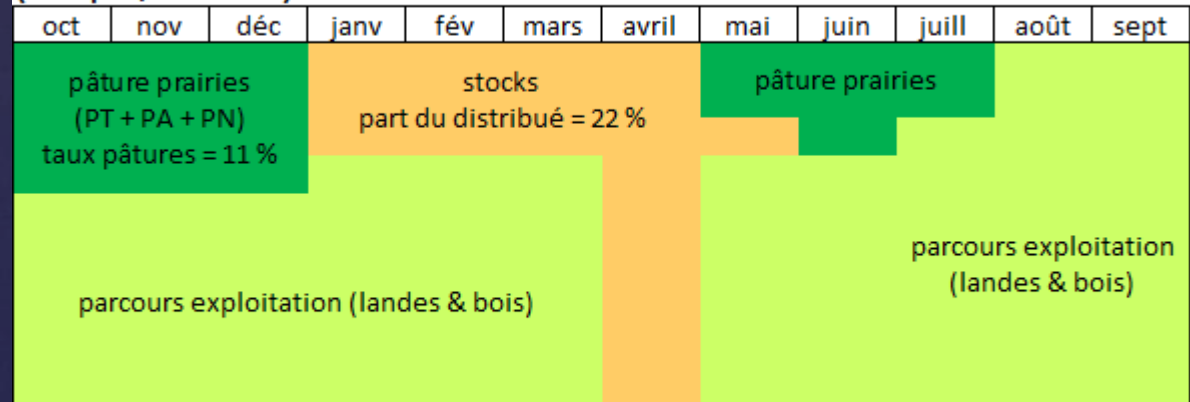 oct nov déc janv fév mars avril mai juin juill août sept
pâture prairies
(PT + PA + PN)
taux pâtures = 11 %
stocks
part du distribué = 22 %
pâture prairies
parcours exploitation
(landes & bois)
parcours exploitation (landes & bois)